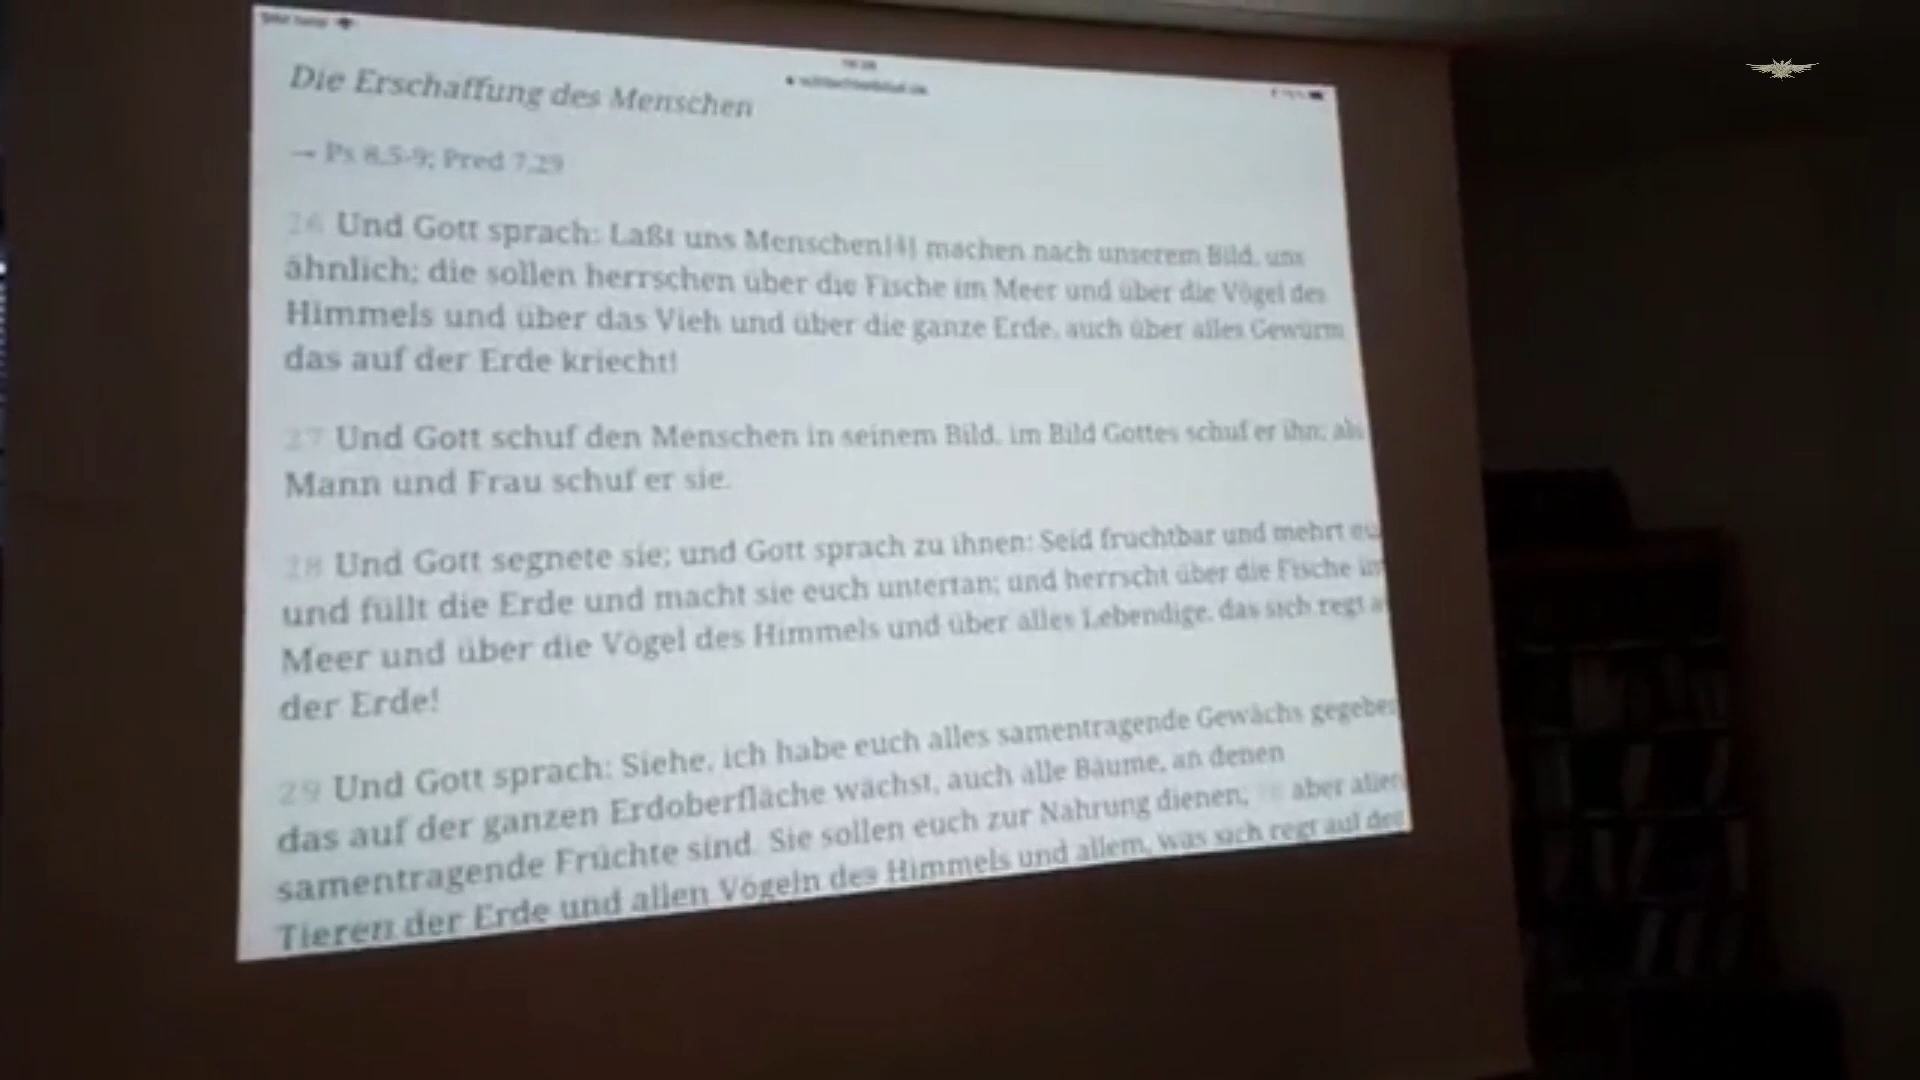 Die Erschaffung des Menschen
→ Ps 8,5-9; Pred 7,29
26 Und Gott sprach: Laßt uns Menschen[4] machen nach unserem Bild, uns
ähnlich; die sollen herrschen über die Fische im Meer und über die Vögel des
Himmels und über das Vieh und über die ganze Erde, auch über alles Gewürm
das auf der Erde kriecht!
27 Und Gott schuf den Menschen in seinem Bild, im Bild Gottes schuf er ihn; als
Mann und Frau schuf er sie.
28 Und Gott segnete sie; und Gott sprach zu ihnen: Seid fruchtbar und mehrt eu
und füllt die Erde und macht sie euch untertan; und herrscht über die Fische im
Meer und über die Vögel des Himmels und über alles Lebendige, das sich regt a
der Erde!
29 Und Gott sprach: Siehe, ich habe euch alles samentragende Gewächs gegeben
das auf der ganzen Erdoberfläche wächst, auch alle Bäume, an denen
samentragende Früchte sind. Sie sollen euch zur Nahrung dienen; aber allen
Tieren der Erde und allen Vögeln des Himmels und allem, was sich regt auf der